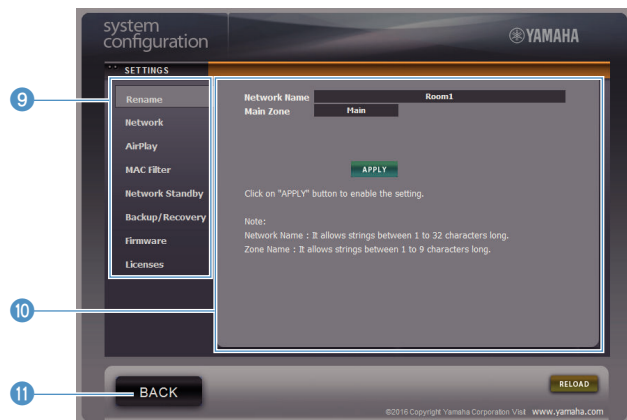 system
configuration
YAMAHA
SETTINGS
9
Rename
Network
AirPlay
MAC Filter
Network Standby
Backup/Recovery
Firmware
Licenses
Network Name Room1
Main Zone Main
APPLY
Click on "APPLY" button to enable the setting.
Note:
Network Name : It allows strings between 1 to 32 characters long.
Zone Name : It allows strings between 1 to 9 characters long.
10
11
BACK
RELOAD
©2016 Copyright Yamaha Corporation Visit www.yamaha.com